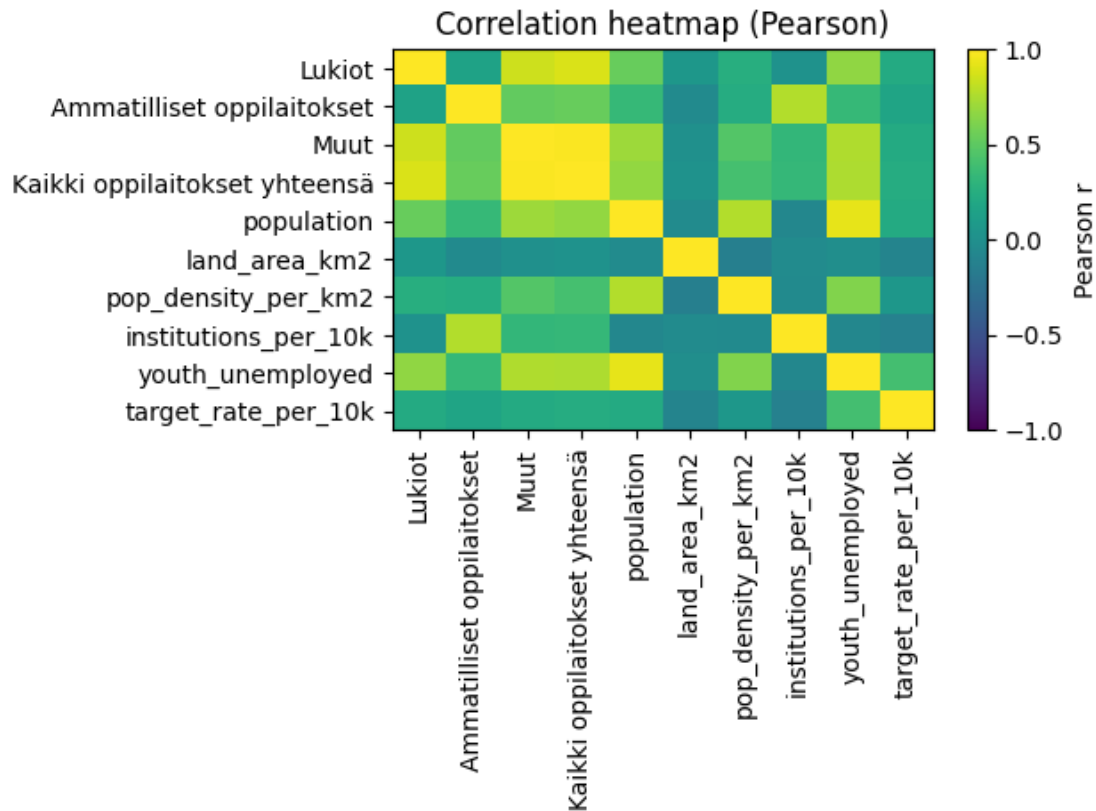 Correlation heatmap (Pearson)
Lukiot
Ammatilliset oppilaitokset
Muut
Kaikki oppilaitokset yhteensä
population
land_area_km2
pop_density_per_km2
institutions_per_10k
youth_unemployed
target_rate_per_10k
Lukiot
Ammatilliset oppilaitokset
Muut
Kaikki oppilaitokset yhteensä
population
land_area_km2
pop_density_per_km2
institutions_per_10k
youth_unemployed
target_rate_per_10k
1.0
0.5
0.0
−0.5
−1.0
Pearson r